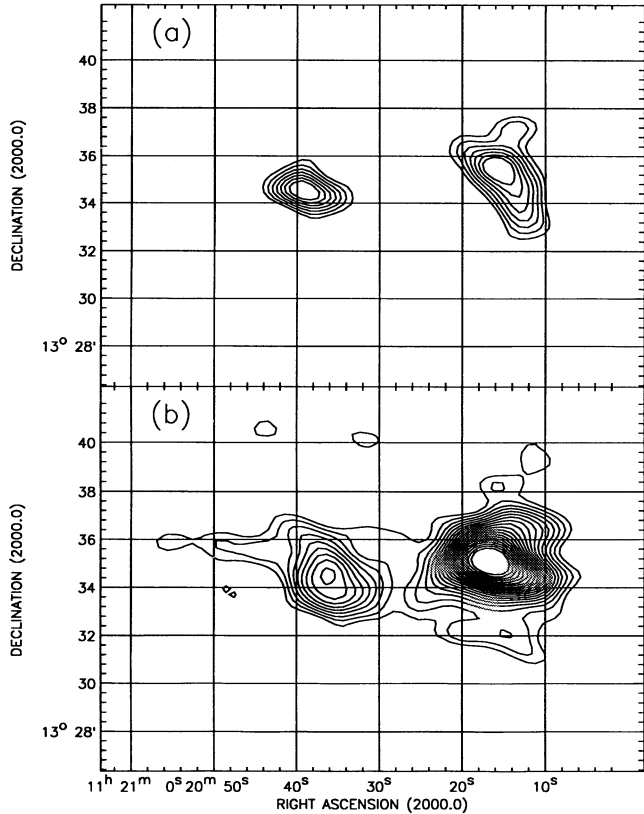 (a)
40
38
36
34
32
30
13° 28'
DECLINATION (2000.0)
(b)
40
38
36
34
32
30
13° 28'
DECLINATION (2000.0)
11ʰ 21ᵐ 0ˢ 20ᵐ 50ˢ 40ˢ 30ˢ 20ˢ 10ˢ
RIGHT ASCENSION (2000.0)